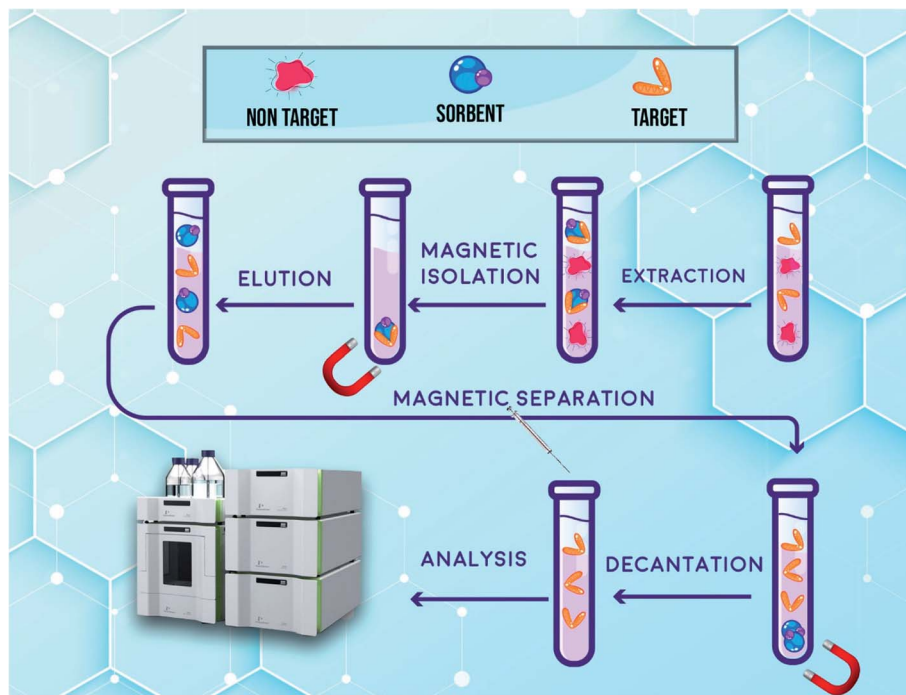 NON TARGET
SORBENT
TARGET
EXTRACTION
MAGNETIC
ISOLATION
ELUTION
MAGNETIC SEPARATION
DECANTATION
ANALYSIS